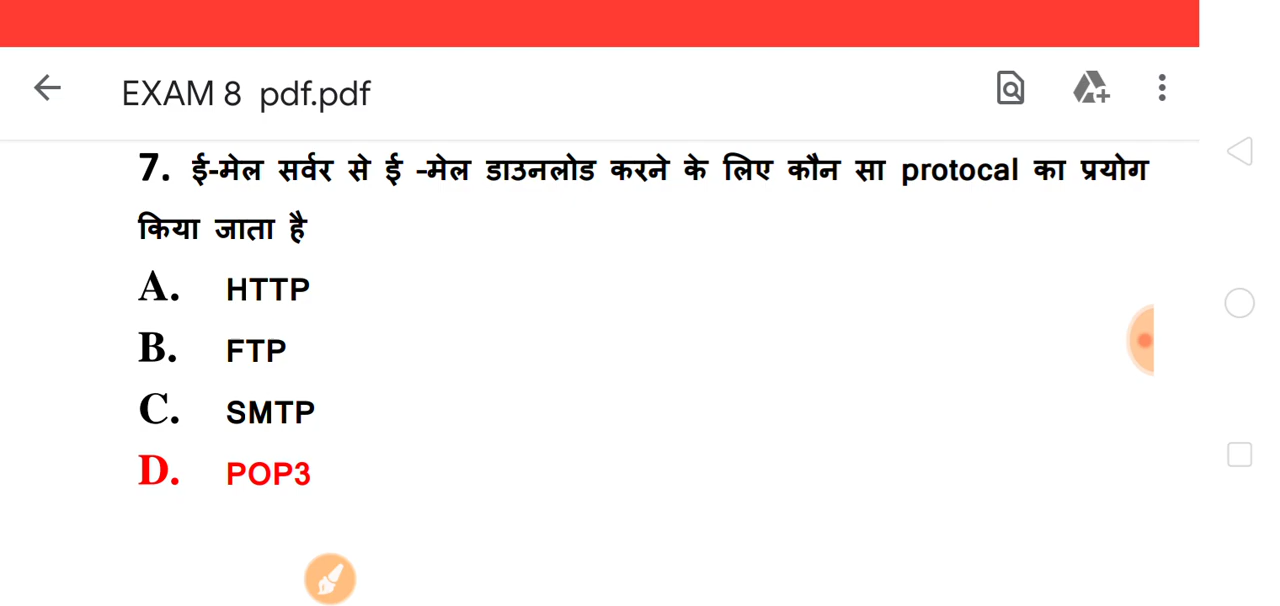 EXAM 8 pdf.pdf
7. ई-मेल सर्वर से ई -मेल डाउनलोड करने के लिए कौन सा protocal का प्रयोग
किया जाता है
A. HTTP
B. FTP
C. SMTP
D. POP3